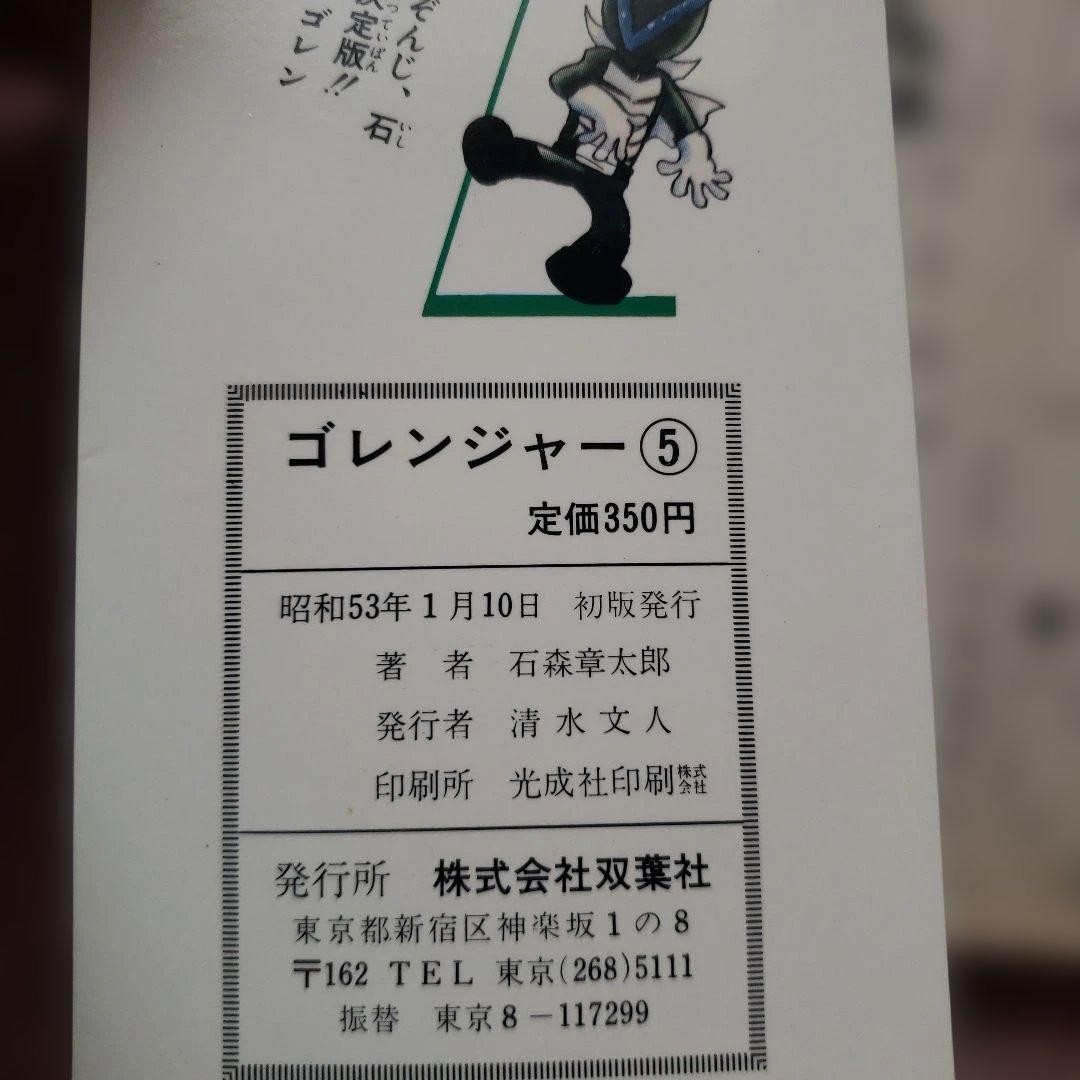 ぞんじ、石
決定版!!
ゴレン
ゴレンジャー⑤
定価350円
昭和53年1月10日 初版発行
著者 石森章太郎
発行者 清水文人
印刷所 光成社印刷株式会社
発行所 株式会社双葉社
東京都新宿区神楽坂1の8
〒162 TEL 東京(268)5111
振替 東京8－117299